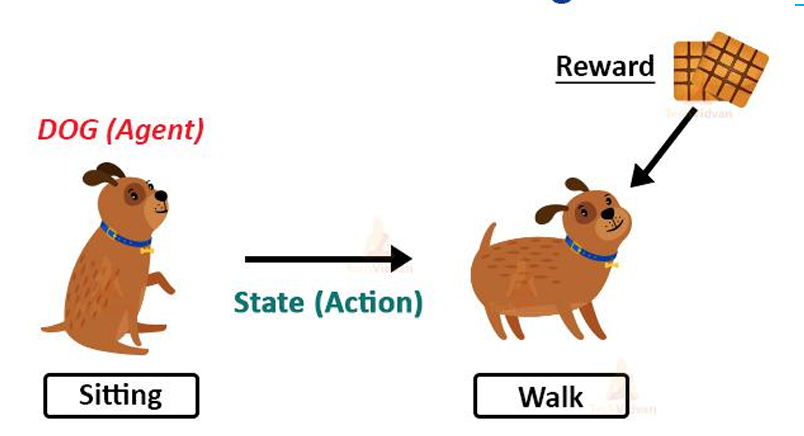 Reward
DOG (Agent)
State (Action)
Sitting
Walk